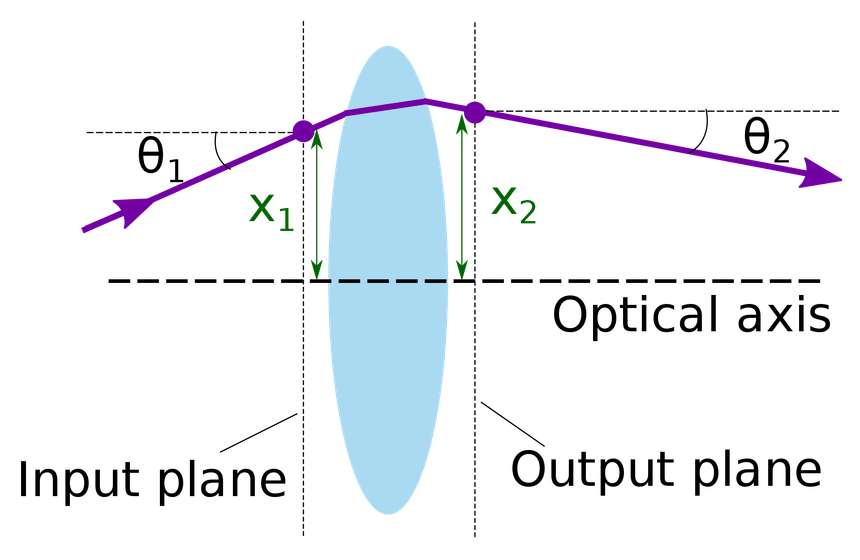 θ₁
θ₂
x₁
x₂
Optical axis
Input plane
Output plane